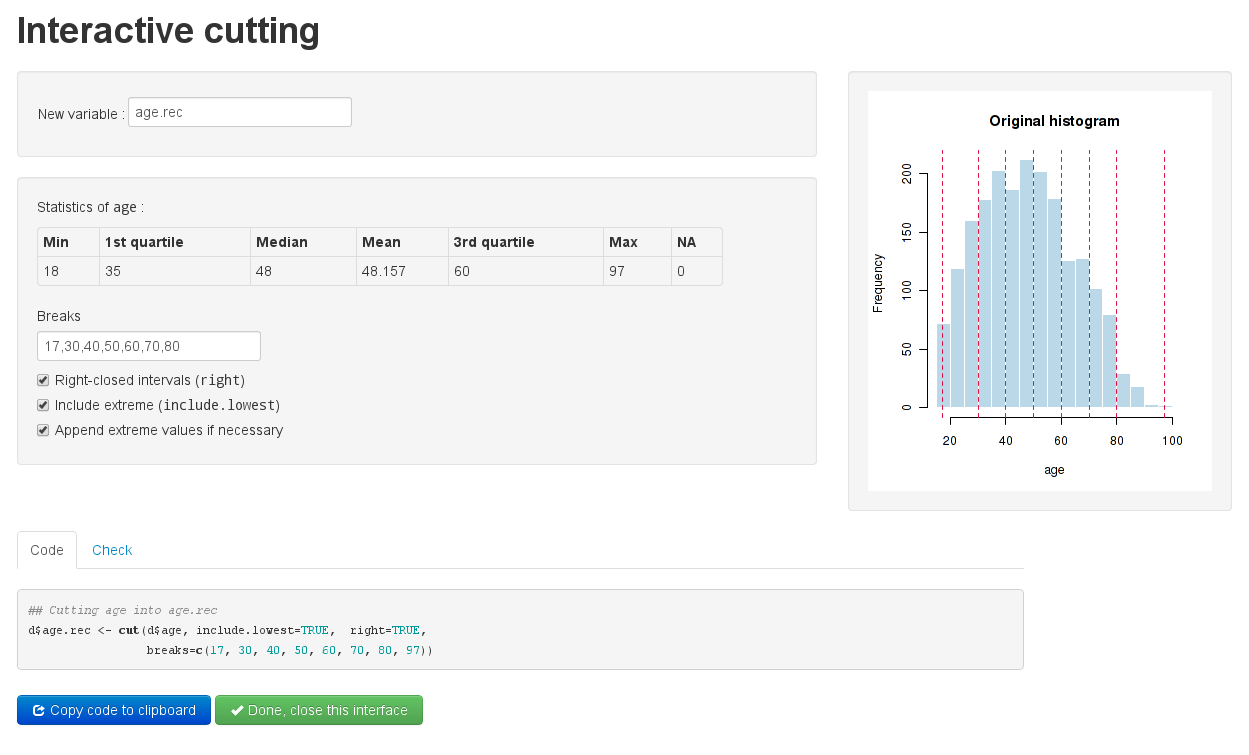 Interactive cutting
New variable : age.rec
Statistics of age :
Min 1st quartile Median Mean 3rd quartile Max NA
18 35 48 48.157 60 97 0
Breaks
17,30,40,50,60,70,80
Right-closed intervals (right)
Include extreme (include.lowest)
Append extreme values if necessary
Original histogram
Frequency
200
150
100
50
0
20 40 60 80 100
age
Code Check
## Cutting age into age.rec
d$age.rec <- cut(d$age, include.lowest=TRUE, right=TRUE,
breaks=c(17, 30, 40, 50, 60, 70, 80, 97))
Copy code to clipboard Done, close this interface